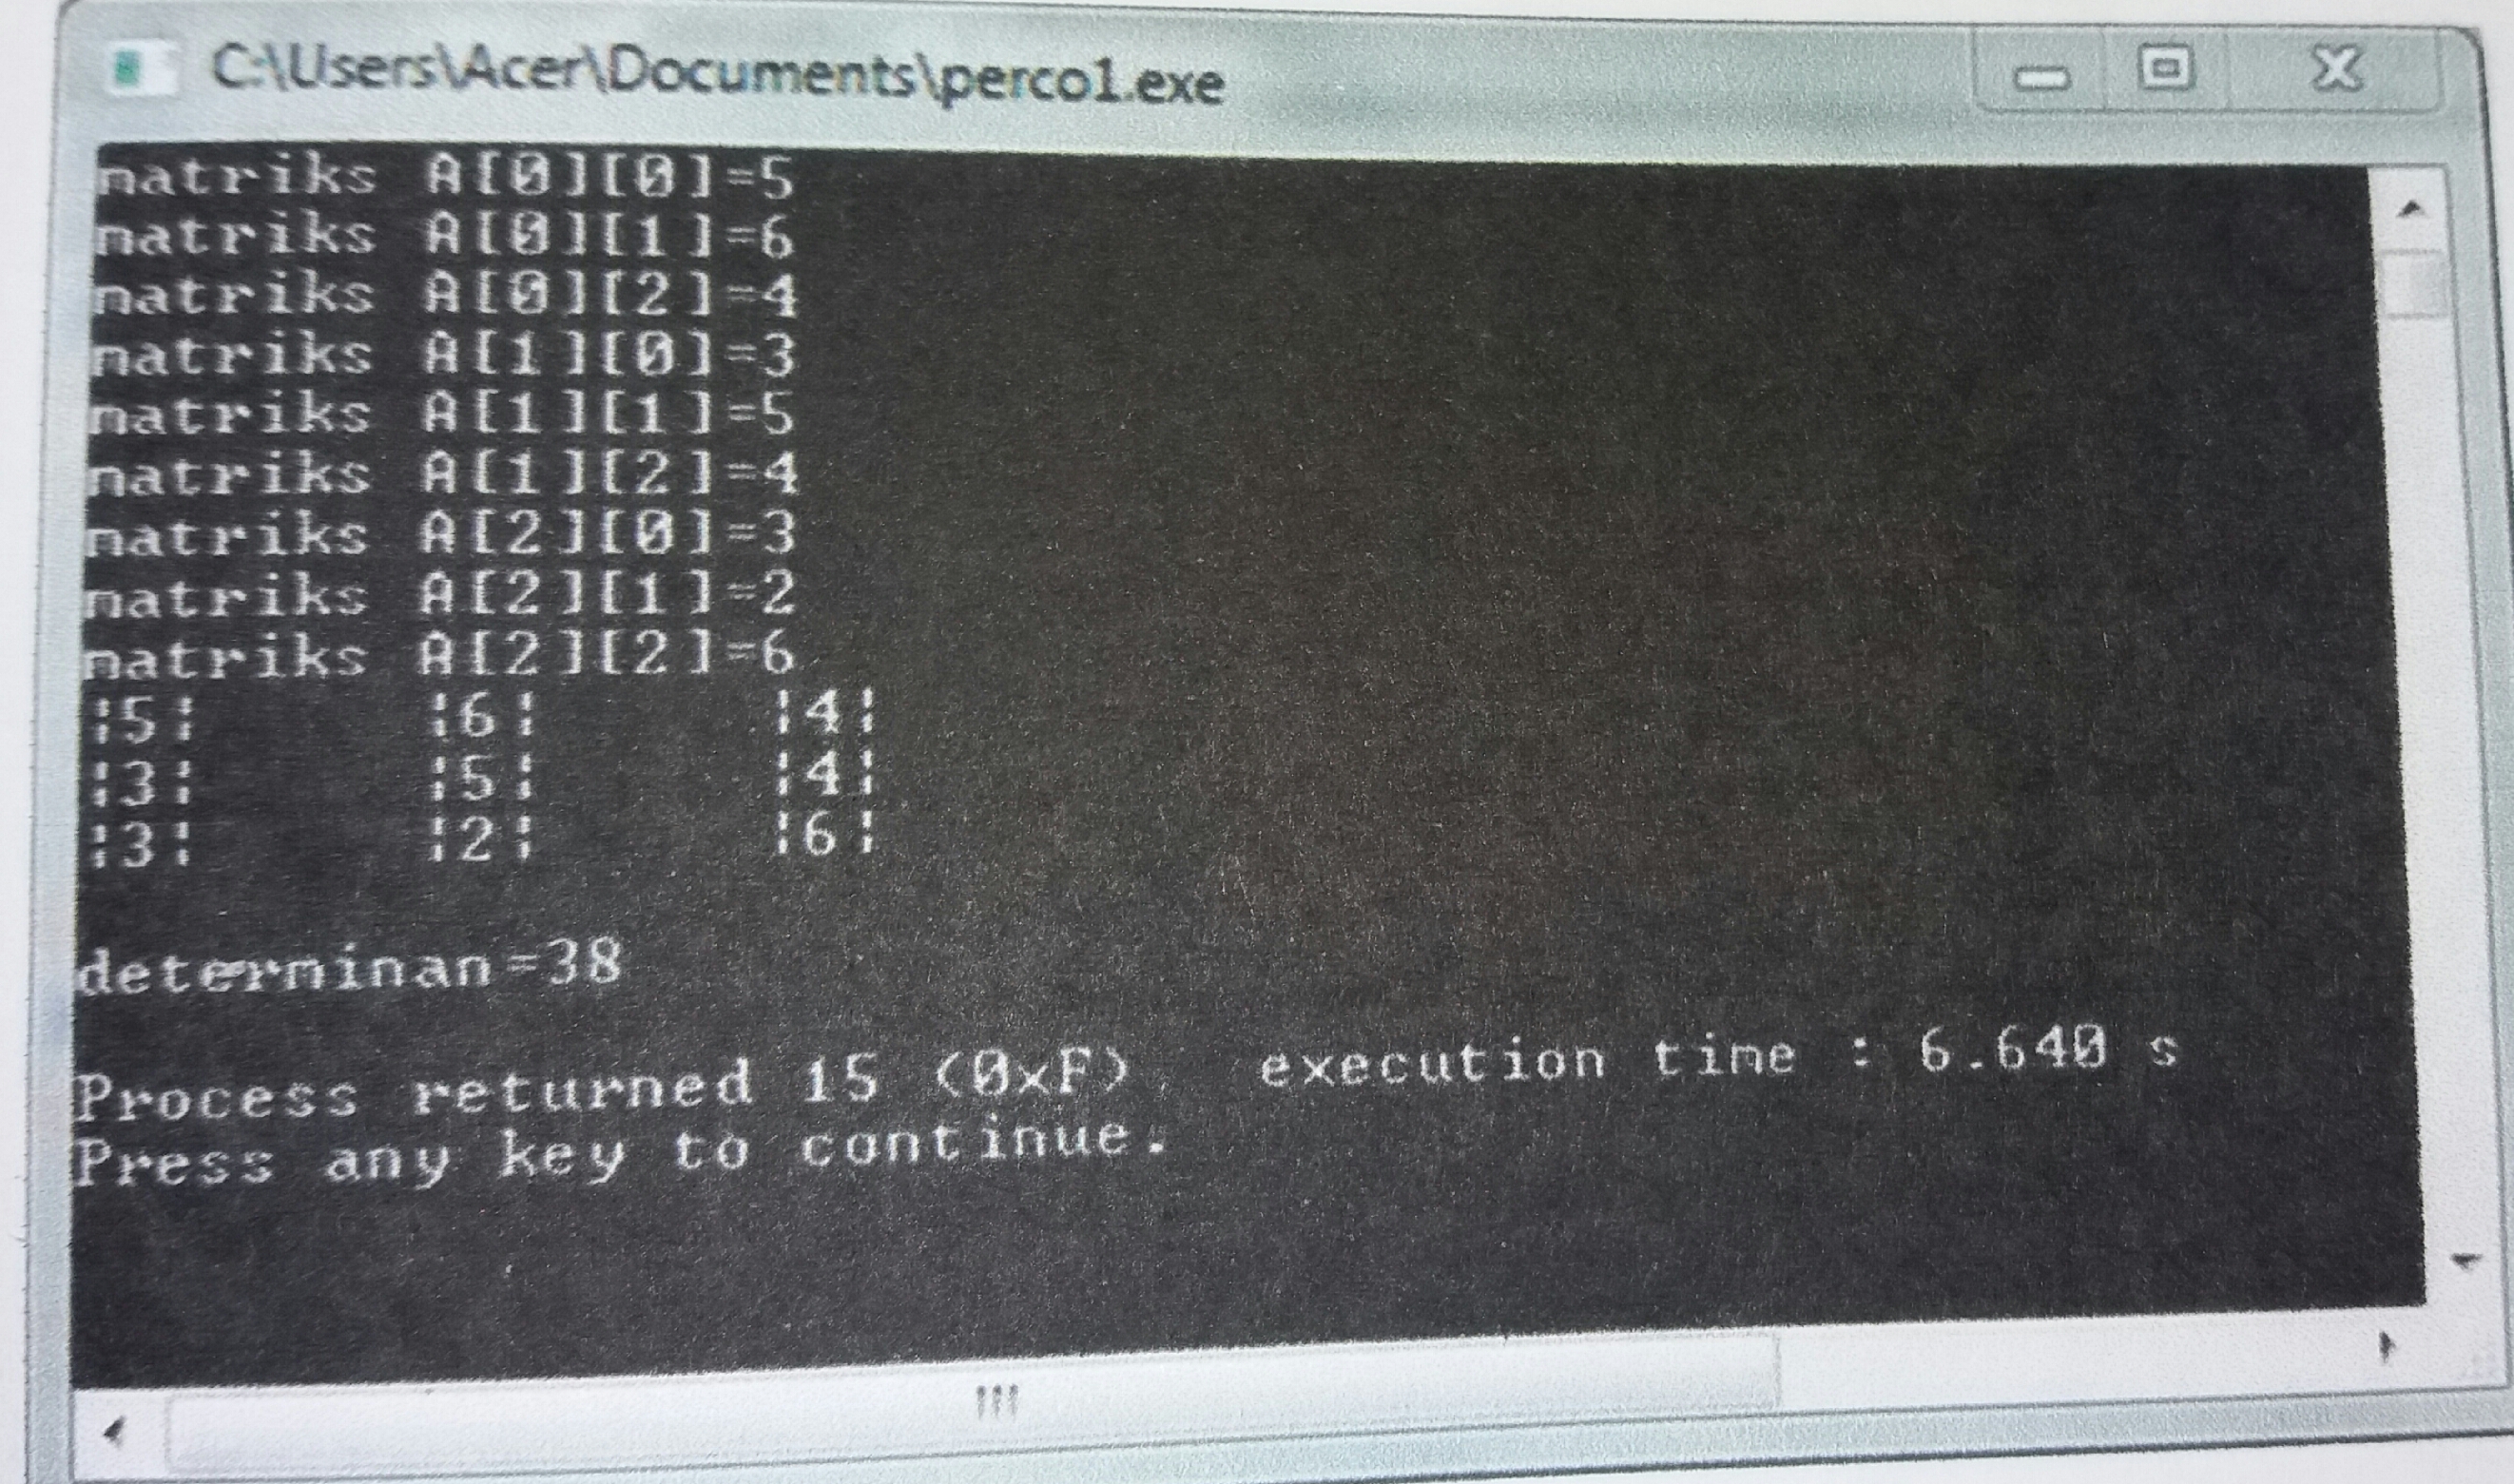 C:\Users\Acer\Documents\perco1.exe
matriks A[0][0]=5
matriks A[0][1]=6
matriks A[0][2]=4
matriks A[1][0]=3
matriks A[1][1]=5
matriks A[1][2]=4
matriks A[2][0]=3
matriks A[2][1]=2
matriks A[2][2]=6
¦5¦ ¦6¦ ¦4¦
¦3¦ ¦5¦ ¦4¦
¦3¦ ¦2¦ ¦6¦
determinan=38
Process returned 15 (0xF) execution time : 6.640 s
Press any key to continue.